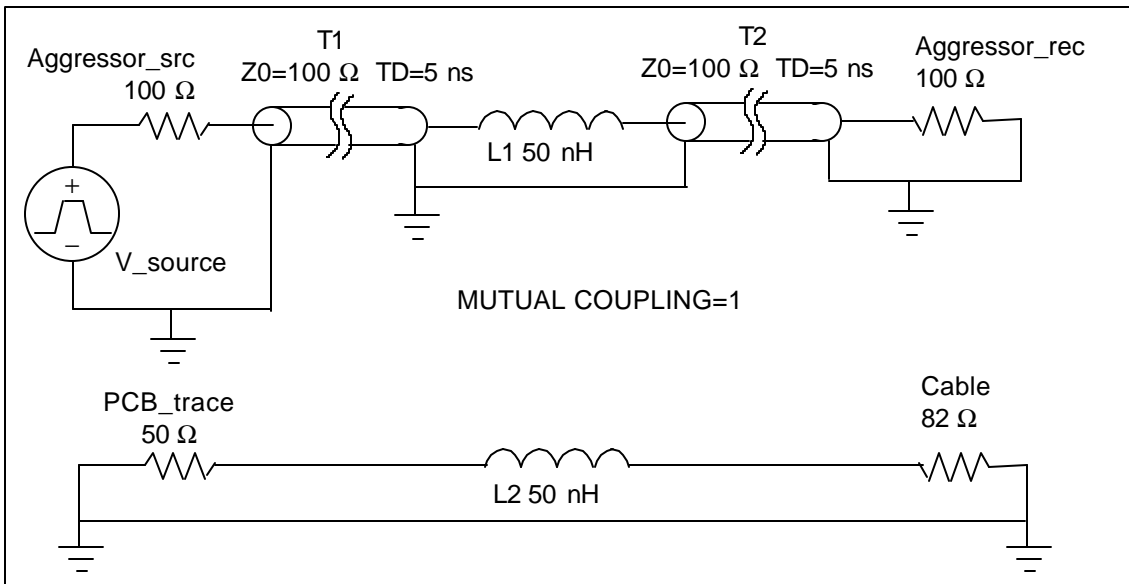 T1
Z0=100 Ω TD=5 ns
T2
Z0=100 Ω TD=5 ns
Aggressor_src
100 Ω
Aggressor_rec
100 Ω
L1 50 nH
+
−
V_source
MUTUAL COUPLING=1
PCB_trace
50 Ω
Cable
82 Ω
L2 50 nH